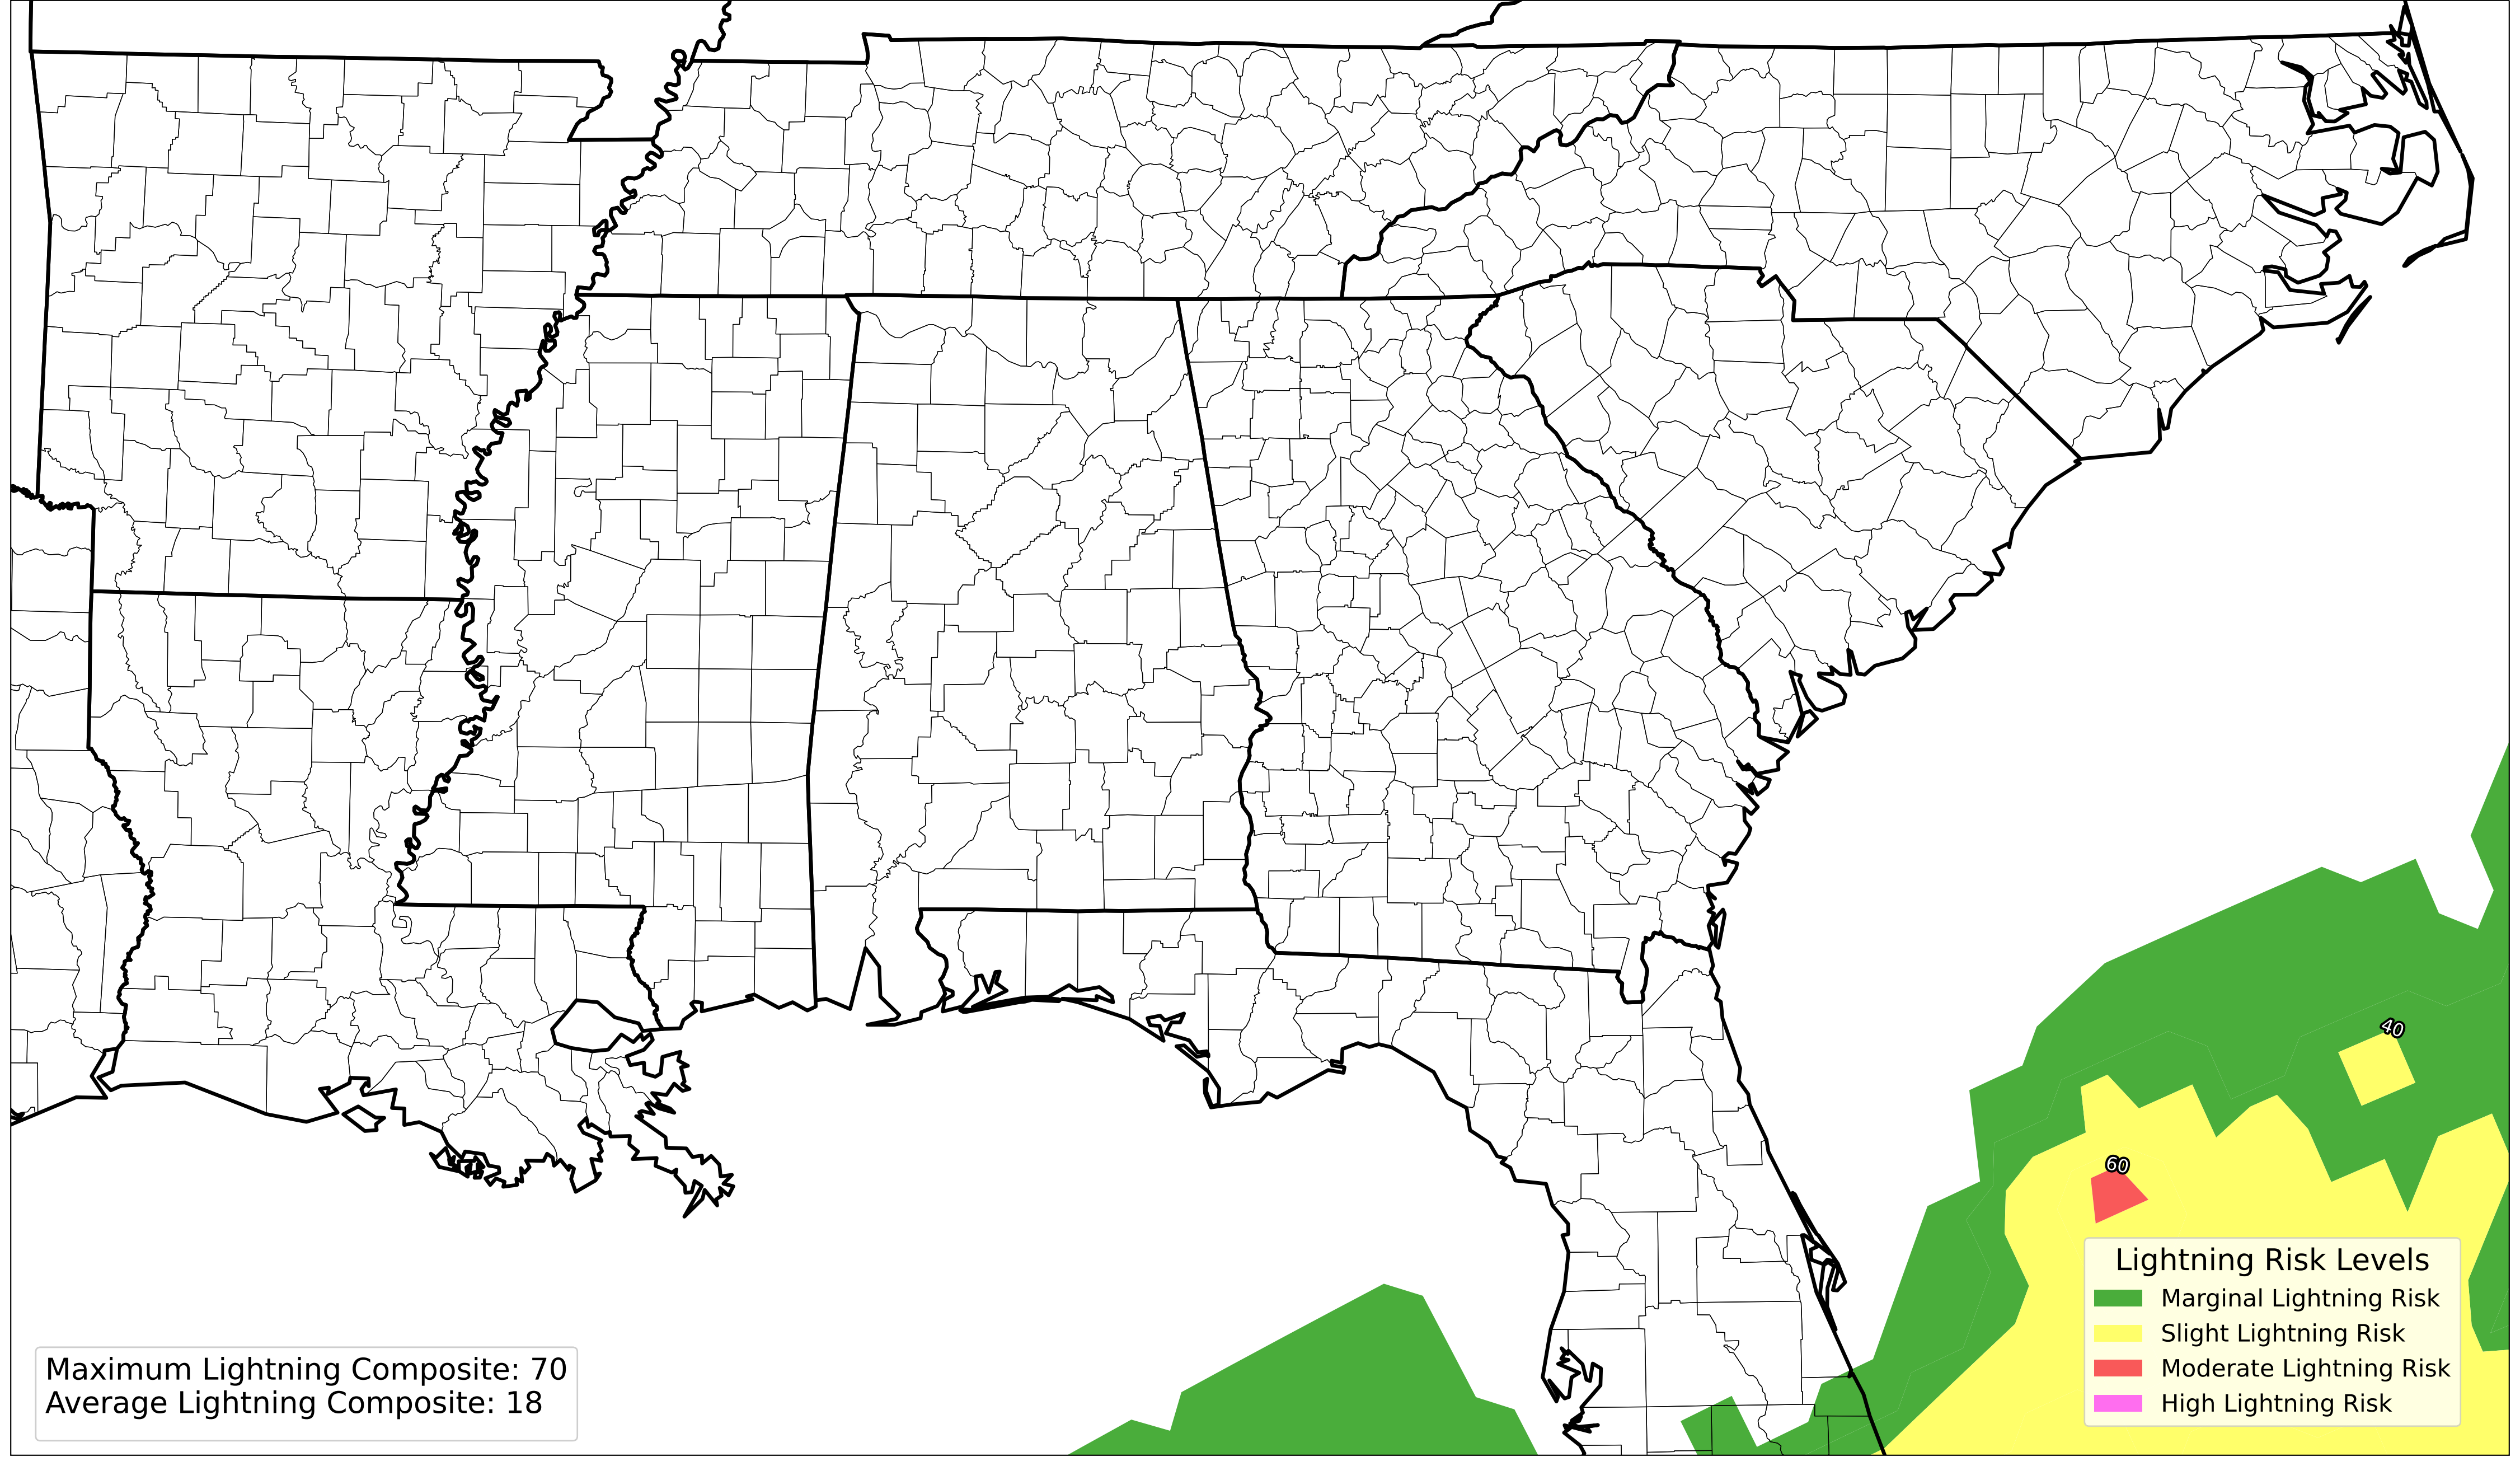 40
60
Lightning Risk Levels
Marginal Lightning Risk
Slight Lightning Risk
Moderate Lightning Risk
High Lightning Risk
Maximum Lightning Composite: 70
Average Lightning Composite: 18